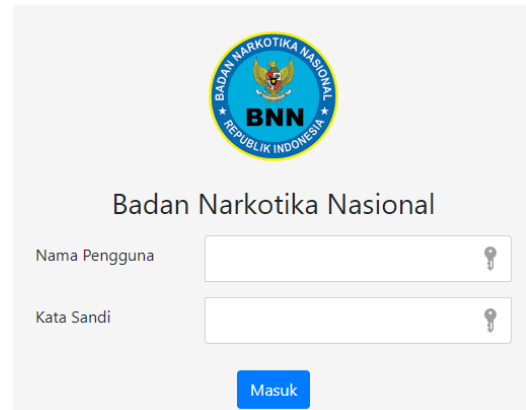 BADAN NARKOTIKA NASIONAL
BNN
REPUBLIK INDONESIA
Badan Narkotika Nasional
Nama Pengguna
Kata Sandi
Masuk